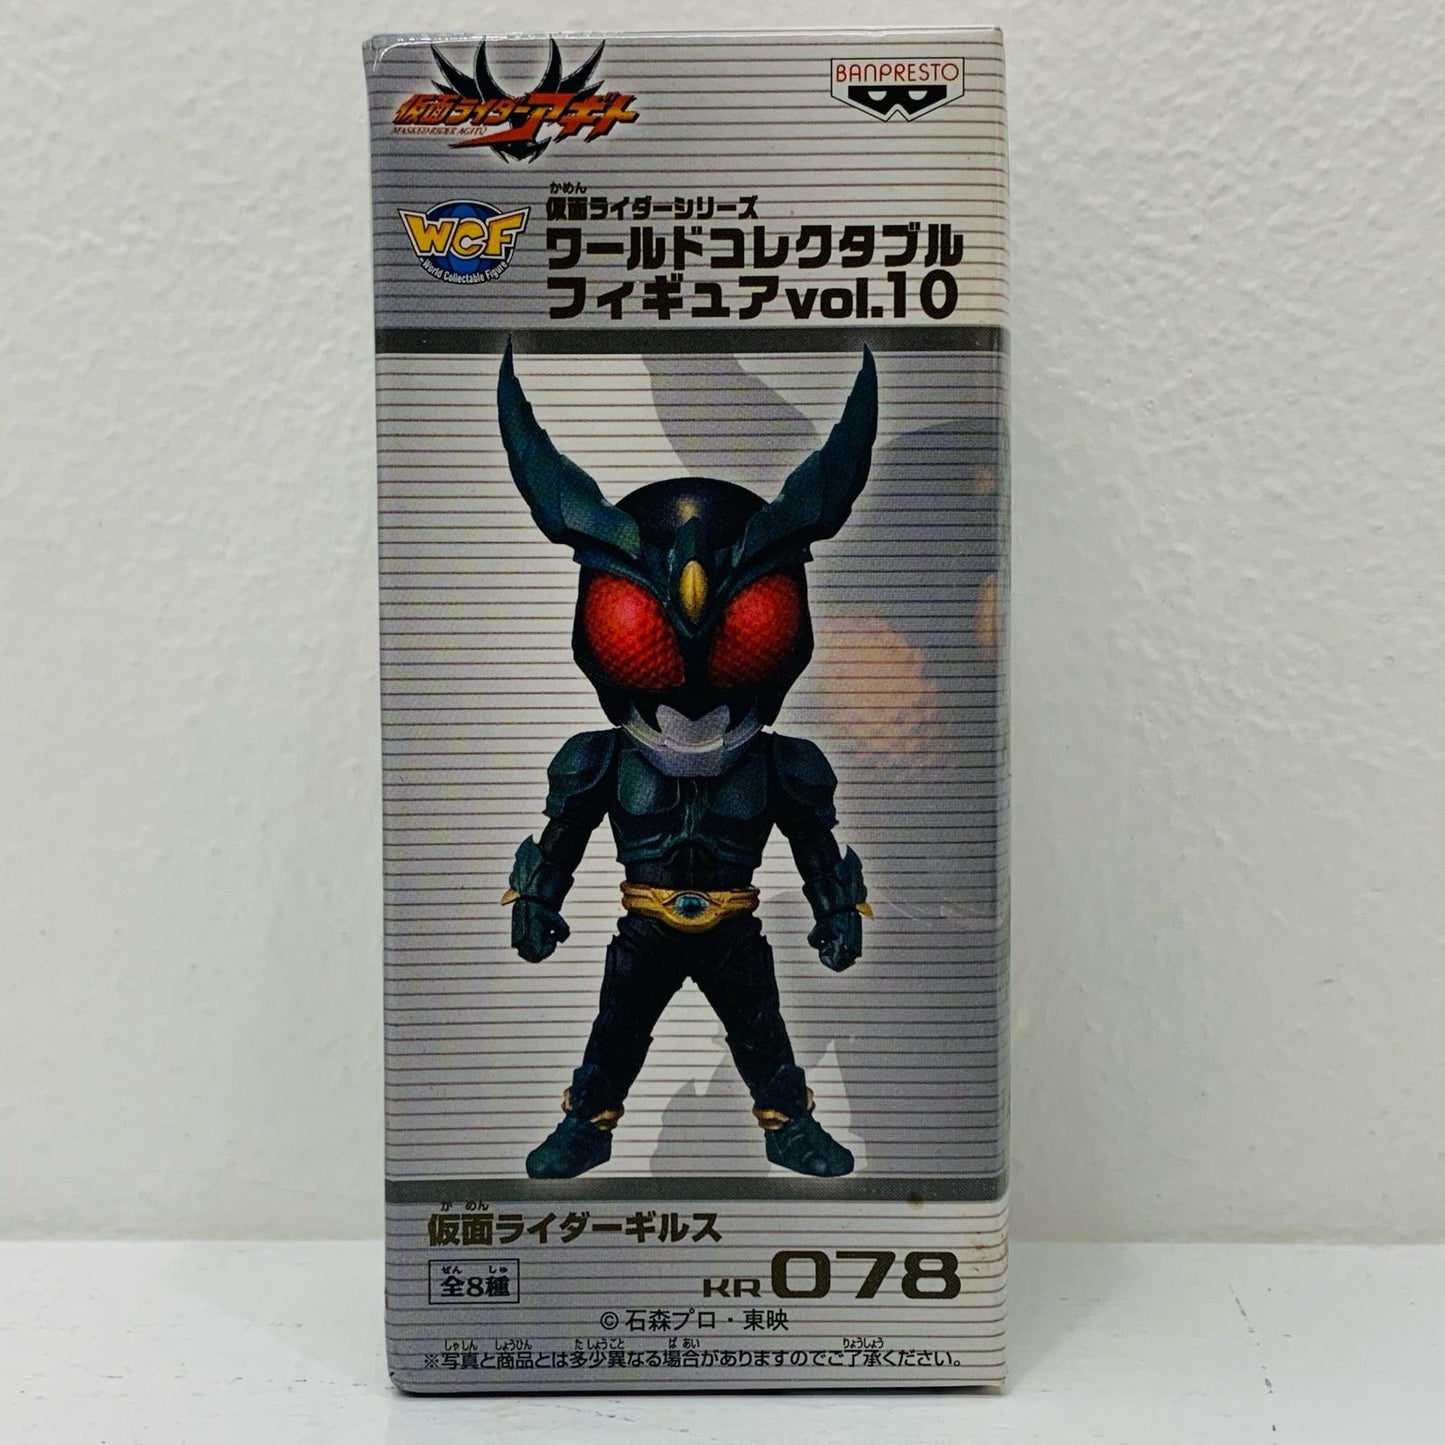 仮面ライダーアギト
MASKED RIDER AGITO
BANPRESTO
WCF
World Collectable Figure
かめん
仮面ライダーシリーズ
ワールドコレクタブル
フィギュアvol.10
かめん
仮面ライダーギルス
ぜん しゅ
全8種
KR078
©石森プロ・東映
しゃしん しょうひん たしょうこと ばあい りょうしょう
※写真と商品とは多少異なる場合がありますのでご了承ください。